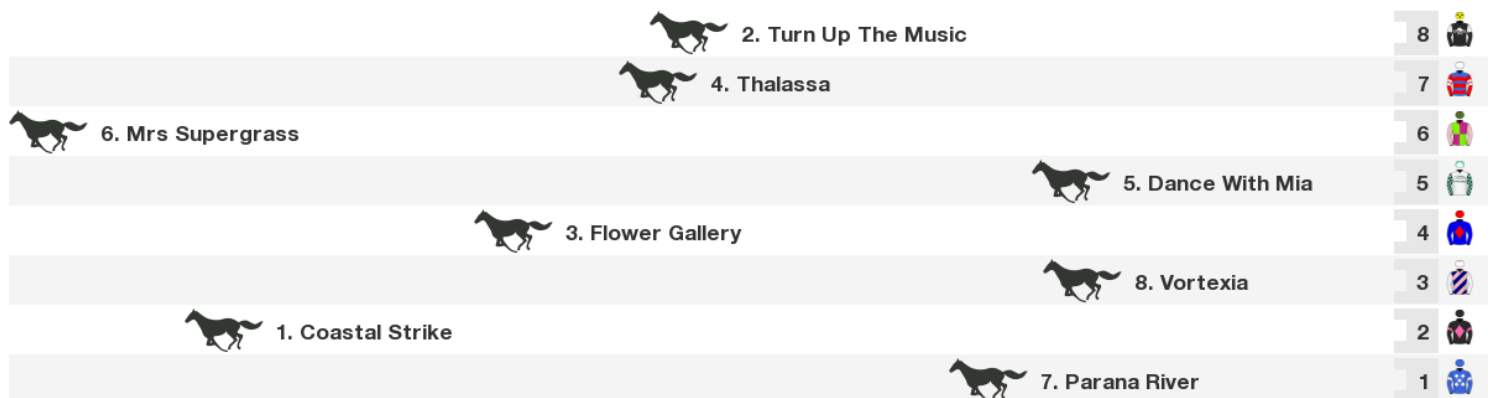 2. Turn Up The Music 8
4. Thalassa 7
6. Mrs Supergrass 6
5. Dance With Mia 5
3. Flower Gallery 4
8. Vortexia 3
1. Coastal Strike 2
7. Parana River 1